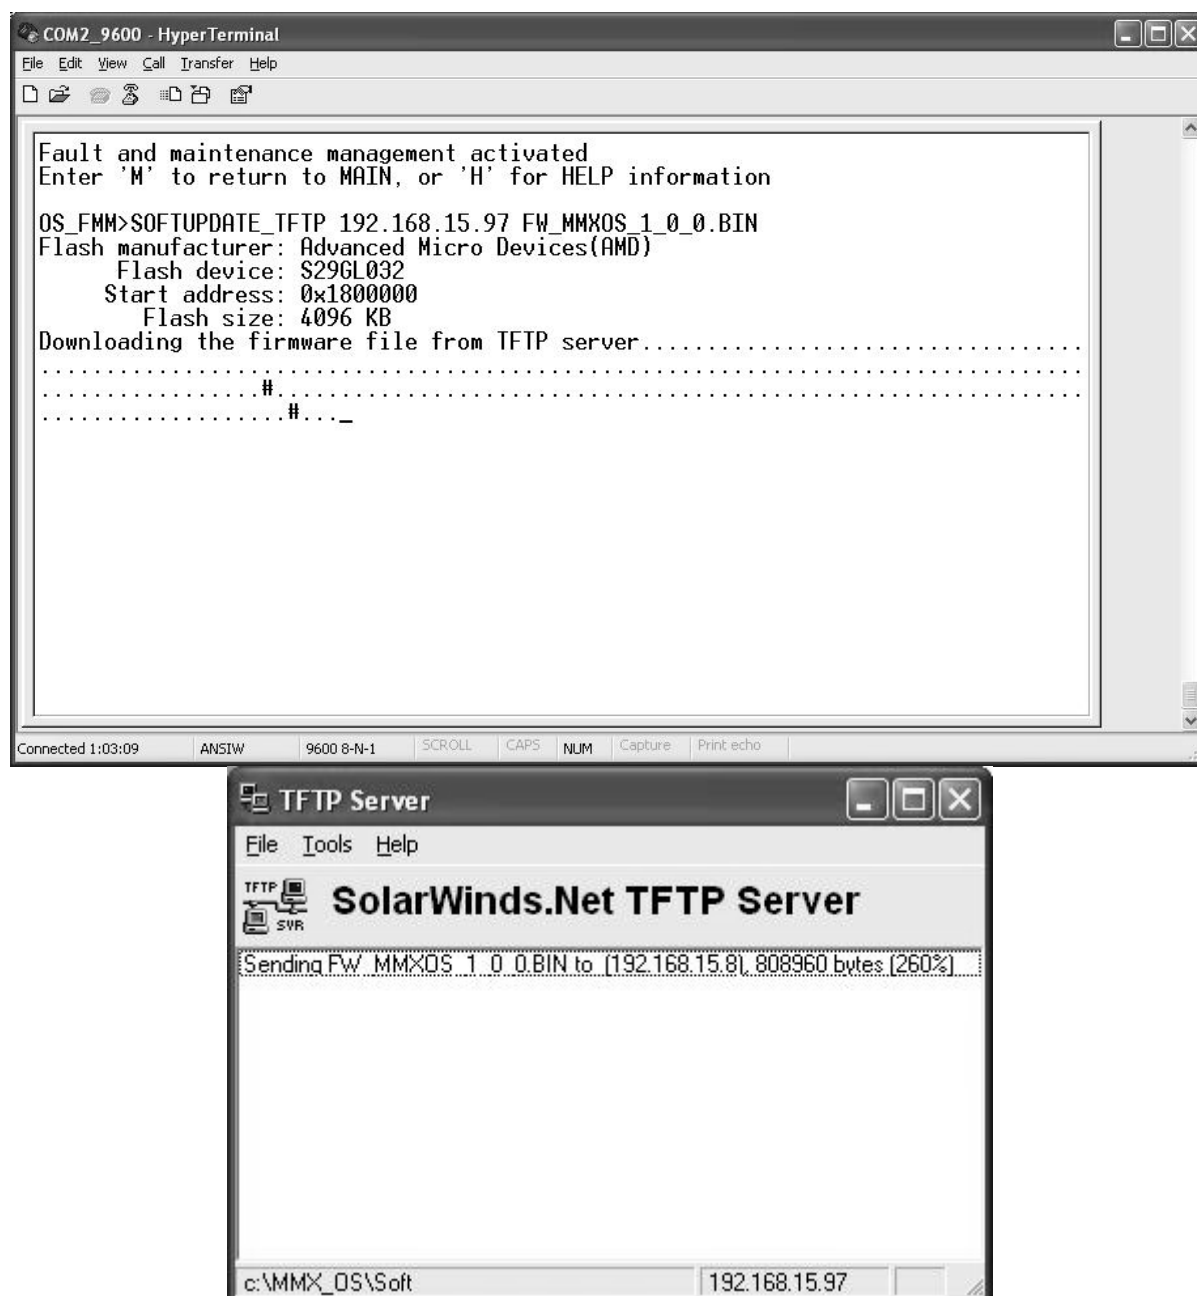 COM2_9600 - HyperTerminal
File Edit View Call Transfer Help
Fault and maintenance management activated
Enter 'M' to return to MAIN, or 'H' for HELP information
OS_FMM>SOFTUPDATE_TFTP 192.168.15.97 FW_MMXOS_1_0_0.BIN
Flash manufacturer: Advanced Micro Devices(AMD)
Flash device: S29GL032
Start address: 0x1800000
Flash size: 4096 KB
Downloading the firmware file from TFTP server..................................
................................................................................
.................#..............................................................
...................#..._
Connected 1:03:09 ANSIW 9600 8-N-1 SCROLL CAPS NUM Capture Print echo
TFTP Server
File Tools Help
TFTP
SVR
SolarWinds.Net TFTP Server
Sending FW_MMXOS_1_0_0.BIN to (192.168.15.8), 808960 bytes (260%)
c:\MMX_OS\Soft 192.168.15.97